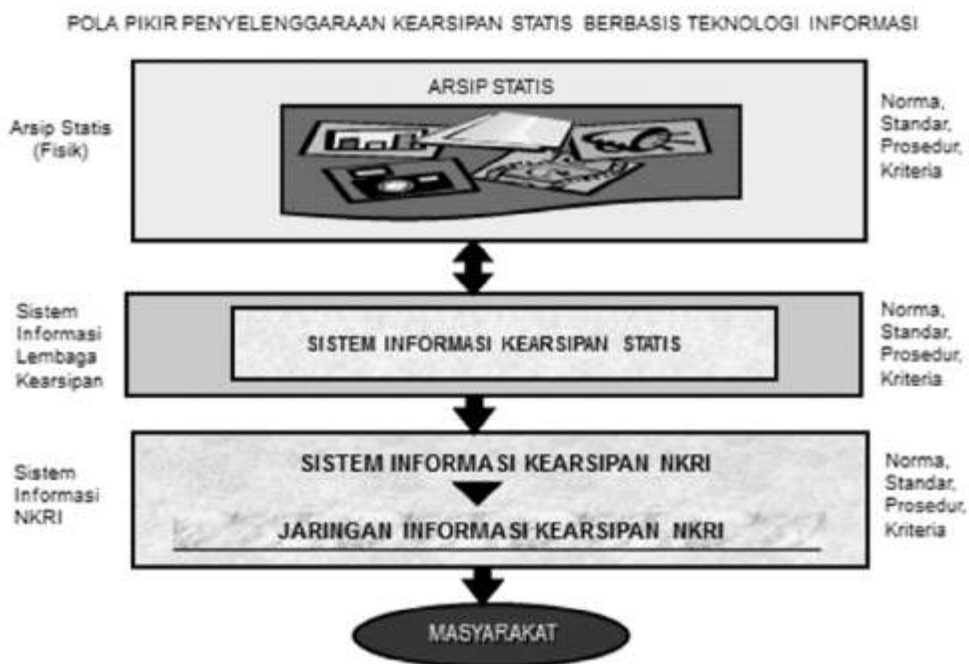 POLA PIKIR PENYELENGGARAAN KEARSIPAN STATIS BERBASIS TEKNOLOGI INFORMASI
ARSIP STATIS
Arsip Statis
(Fisik)
Norma,
Standar,
Prosedur,
Kriteria
Sistem
Informasi
Lembaga
Kearsipan
SISTEM INFORMASI KEARSIPAN STATIS
Norma,
Standar,
Prosedur,
Kriteria
Sistem
Informasi
NKRI
SISTEM INFORMASI KEARSIPAN NKRI
JARINGAN INFORMASI KEARSIPAN NKRI
Norma,
Standar,
Prosedur,
Kriteria
MASYARAKAT